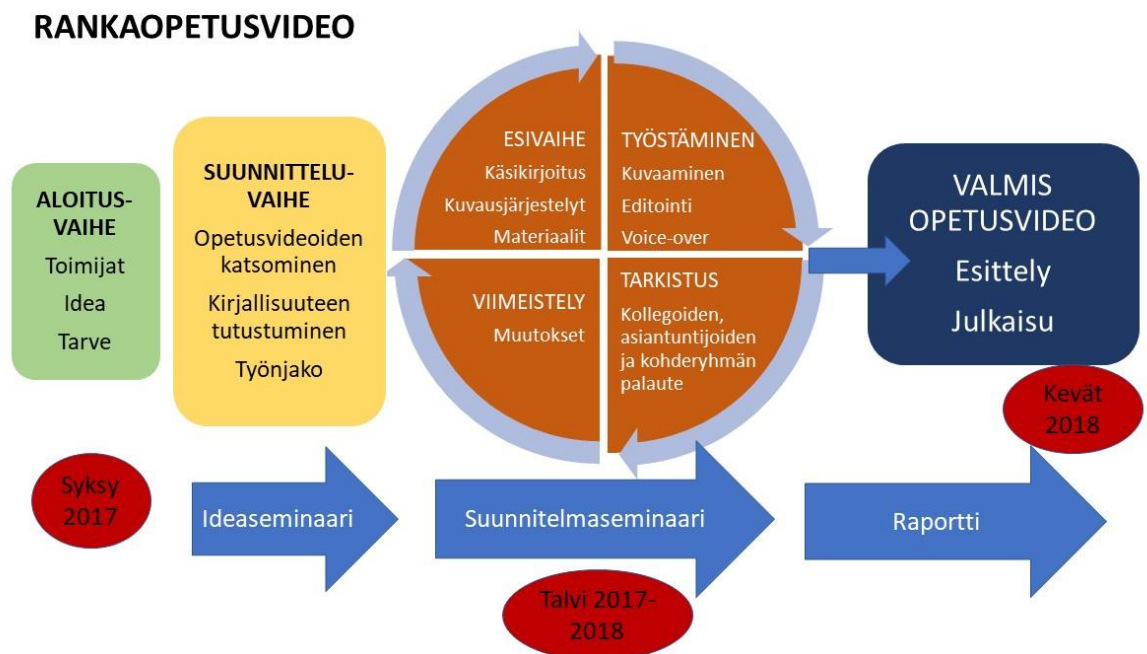 RANKAOPETUSVIDEO
ALOITUS-
VAIHE
Toimijat
Idea
Tarve
SUUNNITTELU-
VAIHE
Opetusvideoiden
katsominen
Kirjallisuuteen
tutustuminen
Työnjako
ESIVAIHE
Käsikirjoitus
Kuvausjärjestelyt
Materiaalit
TYÖSTÄMINEN
Kuvaaminen
Editointi
Voice-over
VIIMEISTELY
Muutokset
TARKISTUS
Kollegoiden,
asiantuntijoiden
ja kohderyhmän
palaute
VALMIS
OPETUSVIDEO
Esittely
Julkaisu
Kevät
2018
Syksy
2017
Ideaseminaari
Suunnitelmaseminaari
Raportti
Talvi 2017-
2018